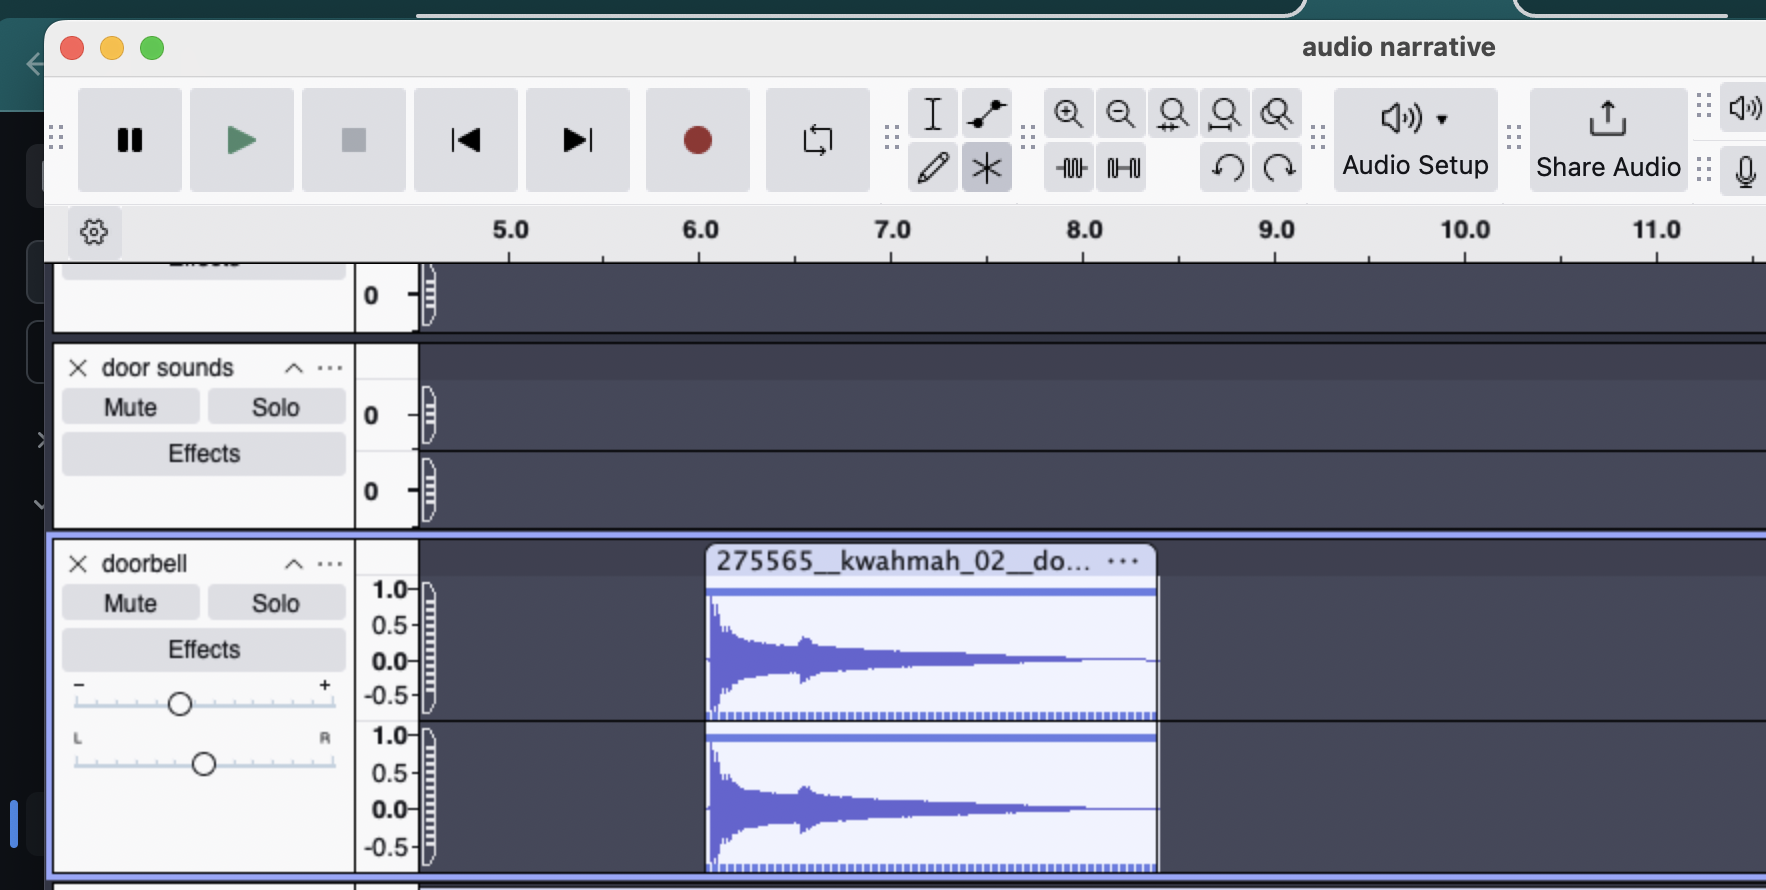 audio narrative
Audio Setup
Share Audio
5.0 6.0 7.0 8.0 9.0 10.0 11.0
Effects
0
door sounds
Mute Solo
0
Effects
0
doorbell
275565__kwahmah_02__do...
Mute Solo
Effects
- +
L R
1.0
0.5
0.0
-0.5
1.0
0.5
0.0
-0.5